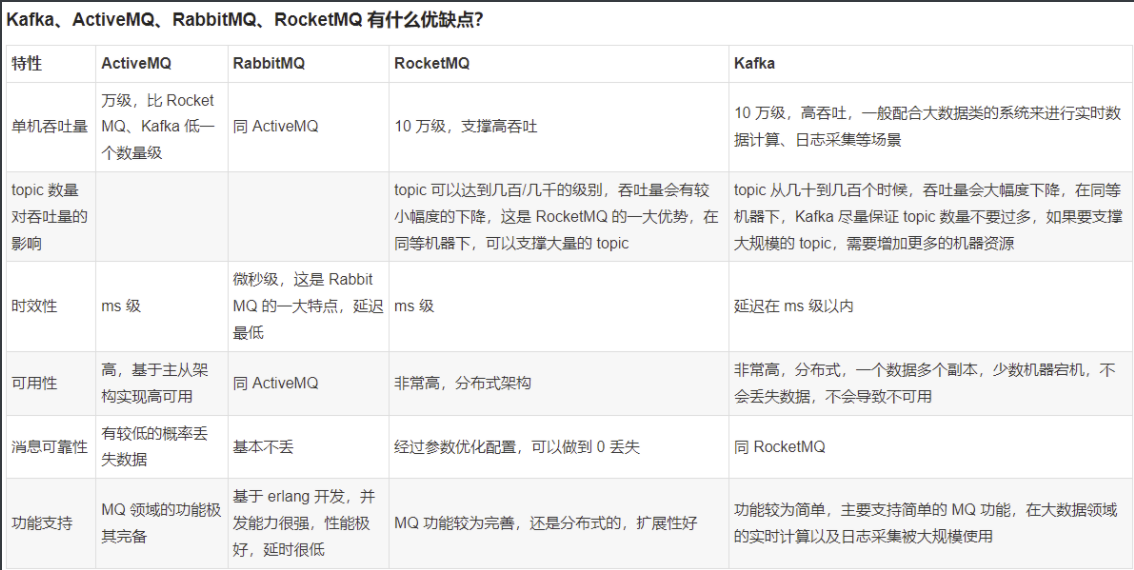 Kafka、ActiveMQ、RabbitMQ、RocketMQ 有什么优缺点？
特性
ActiveMQ
RabbitMQ
RocketMQ
Kafka
单机吞吐量
万级，比 Rocket
MQ、Kafka 低一
个数量级
同 ActiveMQ
10 万级，支撑高吞吐
10 万级，高吞吐，一般配合大数据类的系统来进行实时数
据计算、日志采集等场景
topic 数量
对吞吐量的
影响
topic 可以达到几百/几千的级别，吞吐量会有较
小幅度的下降，这是 RocketMQ 的一大优势，在
同等机器下，可以支撑大量的 topic
topic 从几十到几百个时候，吞吐量会大幅度下降，在同等
机器下，Kafka 尽量保证 topic 数量不要过多，如果要支撑
大规模的 topic，需要增加更多的机器资源
时效性
ms 级
微秒级，这是 Rabbit
MQ 的一大特点，延迟
最低
ms 级
延迟在 ms 级以内
可用性
高，基于主从架
构实现高可用
同 ActiveMQ
非常高，分布式架构
非常高，分布式，一个数据多个副本，少数机器宕机，不
会丢失数据，不会导致不可用
消息可靠性
有较低的概率丢
失数据
基本不丢
经过参数优化配置，可以做到 0 丢失
同 RocketMQ
功能支持
MQ 领域的功能极
其完备
基于 erlang 开发，并
发能力很强，性能极
好，延时很低
MQ 功能较为完善，还是分布式的，扩展性好
功能较为简单，主要支持简单的 MQ 功能，在大数据领域
的实时计算以及日志采集被大规模使用